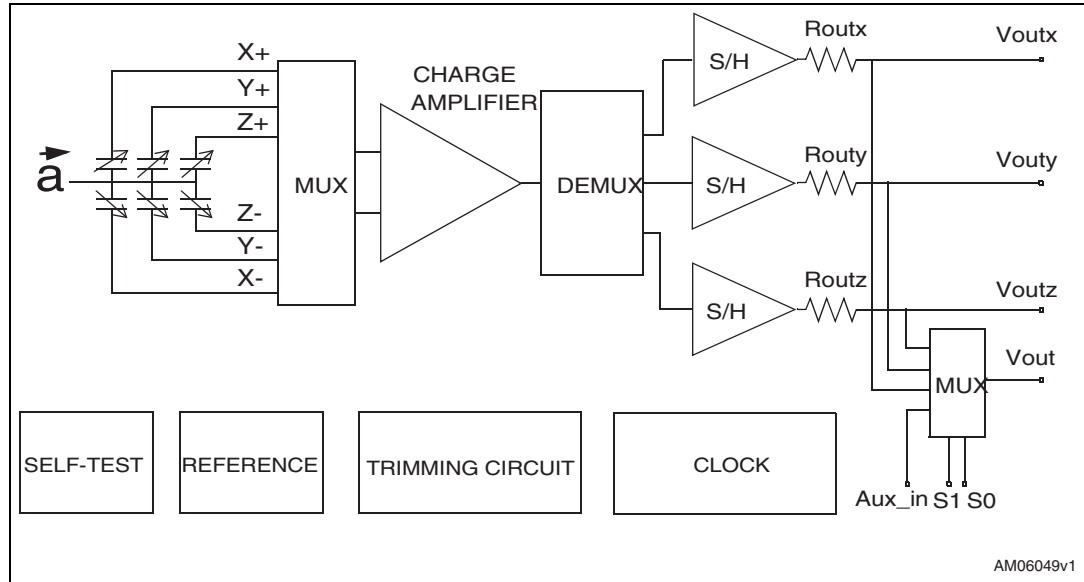 X+
Y+
Z+
a
Z-
Y-
X-
MUX
CHARGE
AMPLIFIER
DEMUX
S/H
Routx
Voutx
S/H
Routy
Vouty
S/H
Routz
Voutz
Vout
MUX
Aux_in S1 S0
SELF-TEST
REFERENCE
TRIMMING CIRCUIT
CLOCK
AM06049v1